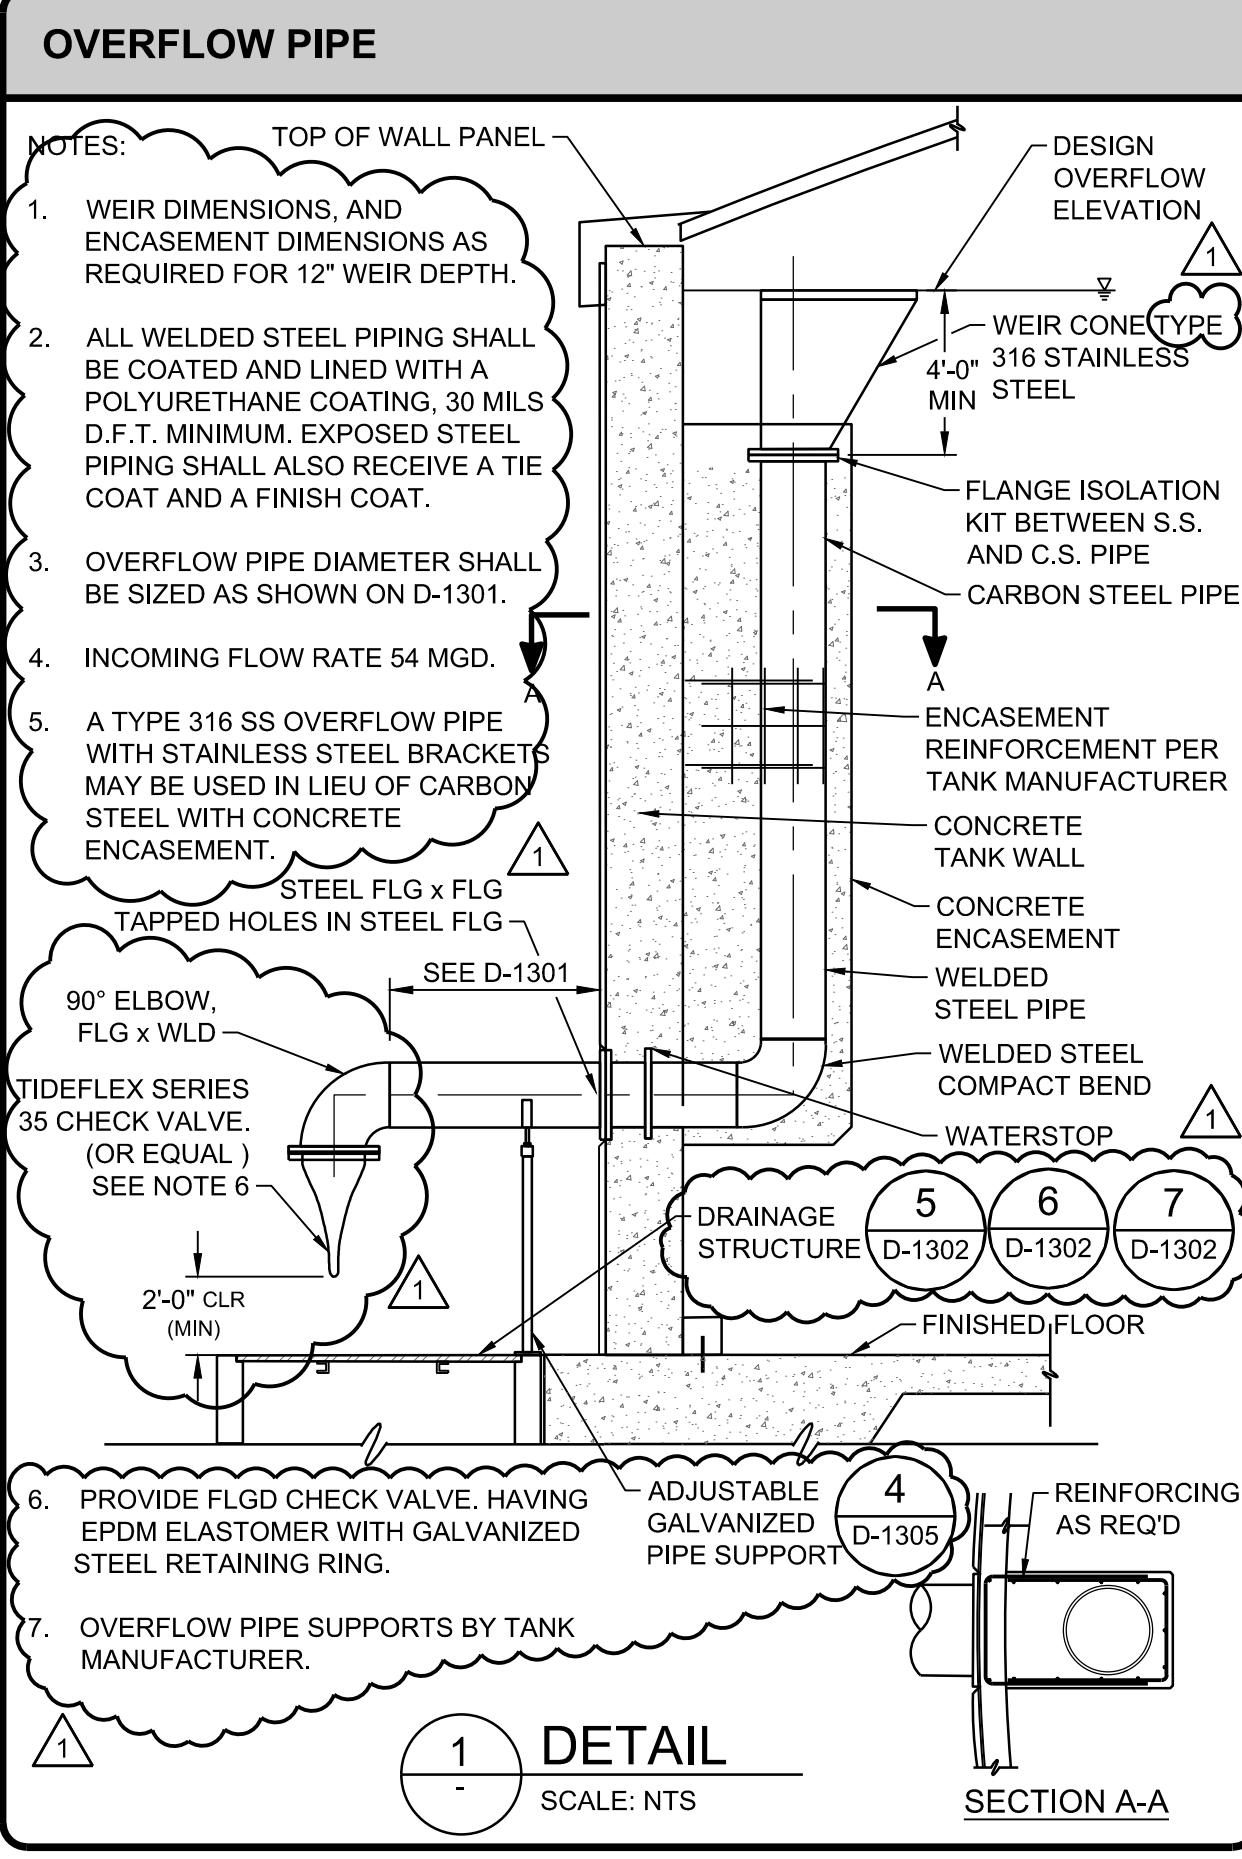 OVERFLOW PIPE
NOTES:
1. WEIR DIMENSIONS, AND
ENCASEMENT DIMENSIONS AS
REQUIRED FOR 12" WEIR DEPTH.
2. ALL WELDED STEEL PIPING SHALL
BE COATED AND LINED WITH A
POLYURETHANE COATING, 30 MILS
D.F.T. MINIMUM. EXPOSED STEEL
PIPING SHALL ALSO RECEIVE A TIE
COAT AND A FINISH COAT.
3. OVERFLOW PIPE DIAMETER SHALL
BE SIZED AS SHOWN ON D-1301.
4. INCOMING FLOW RATE 54 MGD.
5. A TYPE 316 SS OVERFLOW PIPE
WITH STAINLESS STEEL BRACKETS
MAY BE USED IN LIEU OF CARBON
STEEL WITH CONCRETE
ENCASEMENT.
1
TOP OF WALL PANEL
DESIGN
OVERFLOW
ELEVATION
1
WEIR CONE TYPE
316 STAINLESS
STEEL
4'-0"
MIN
FLANGE ISOLATION
KIT BETWEEN S.S.
AND C.S. PIPE
CARBON STEEL PIPE
A
A
ENCASEMENT
REINFORCEMENT PER
TANK MANUFACTURER
CONCRETE
TANK WALL
CONCRETE
ENCASEMENT
WELDED
STEEL PIPE
WELDED STEEL
COMPACT BEND
WATERSTOP
1
STEEL FLG x FLG
TAPPED HOLES IN STEEL FLG
SEE D-1301
90° ELBOW,
FLG x WLD
TIDEFLEX SERIES
35 CHECK VALVE.
(OR EQUAL )
SEE NOTE 6
2'-0" CLR
(MIN)
1
DRAINAGE
STRUCTURE
5
D-1302
6
D-1302
7
D-1302
FINISHED FLOOR
6. PROVIDE FLGD CHECK VALVE. HAVING
EPDM ELASTOMER WITH GALVANIZED
STEEL RETAINING RING.
7. OVERFLOW PIPE SUPPORTS BY TANK
MANUFACTURER.
1
ADJUSTABLE
GALVANIZED
PIPE SUPPORT
4
D-1305
REINFORCING
AS REQ'D
1
-
DETAIL
SCALE: NTS
SECTION A-A